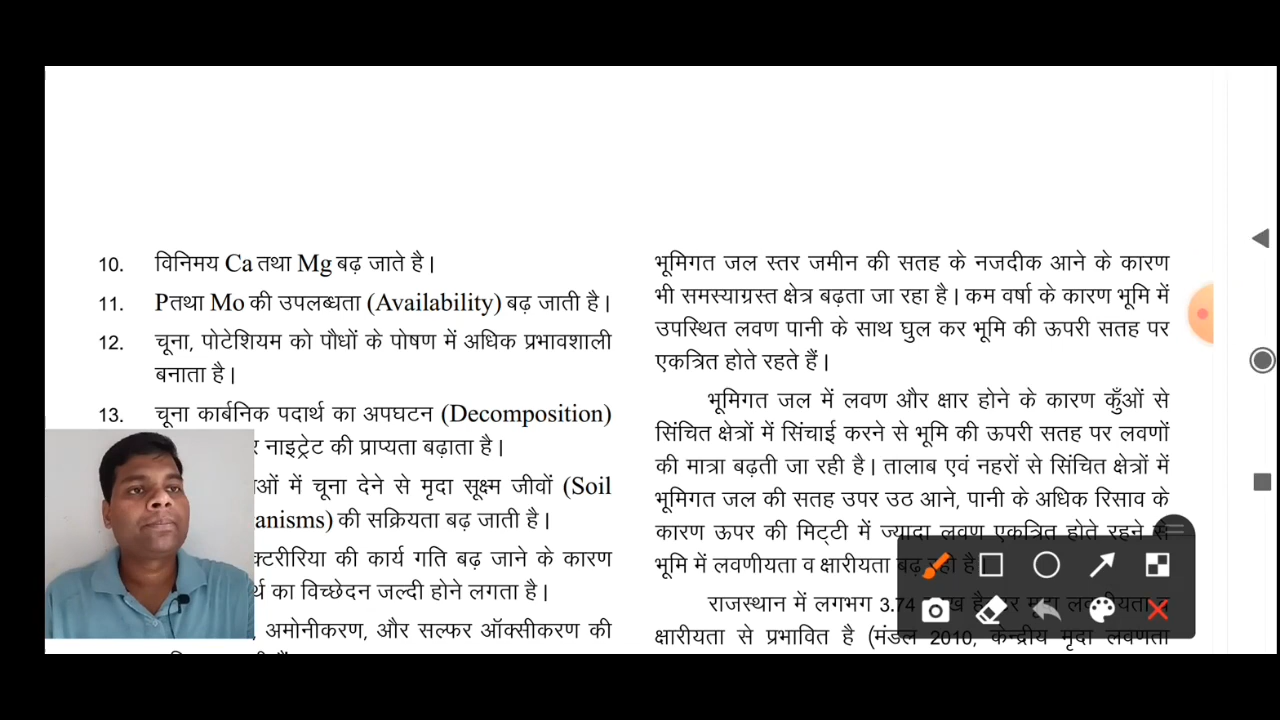 10. विनिमय Ca तथा Mg बढ़ जाते है।
11. P तथा Mo की उपलब्धता (Availability) बढ़ जाती है।
12. चूना, पोटेशियम को पौधों के पोषण में अधिक प्रभावशाली
बनाता है।
13. चूना कार्बनिक पदार्थ का अपघटन (Decomposition)
नाइट्रेट की प्राप्यता बढ़ाता है।
में चूना देने से मृदा सूक्ष्म जीवों (Soil
की सक्रियता बढ़ जाती है।
की कार्य गति बढ़ जाने के कारण
का विच्छेदन जल्दी होने लगता है।
अमोनीकरण, और सल्फर ऑक्सीकरण की
भूमिगत जल स्तर जमीन की सतह के नजदीक आने के कारण
भी समस्याग्रस्त क्षेत्र बढ़ता जा रहा है। कम वर्षा के कारण भूमि में
उपस्थित लवण पानी के साथ घुल कर भूमि की ऊपरी सतह पर
एकत्रित होते रहते हैं।
भूमिगत जल में लवण और क्षार होने के कारण कुँओं से
सिंचित क्षेत्रों में सिंचाई करने से भूमि की ऊपरी सतह पर लवणों
की मात्रा बढ़ती जा रही है। तालाब एवं नहरों से सिंचित क्षेत्रों में
भूमिगत जल की सतह उपर उठ आने, पानी के अधिक रिसाव के
कारण ऊपर की मिट्टी में ज्यादा लवण एकत्रित होते रहने से
भूमि में लवणीयता व क्षारीयता बढ़ रही है।
राजस्थान में लगभग 3.74
क्षारीयता से प्रभावित है (मंडल 2010, केन्द्रीय मृदा लवणता